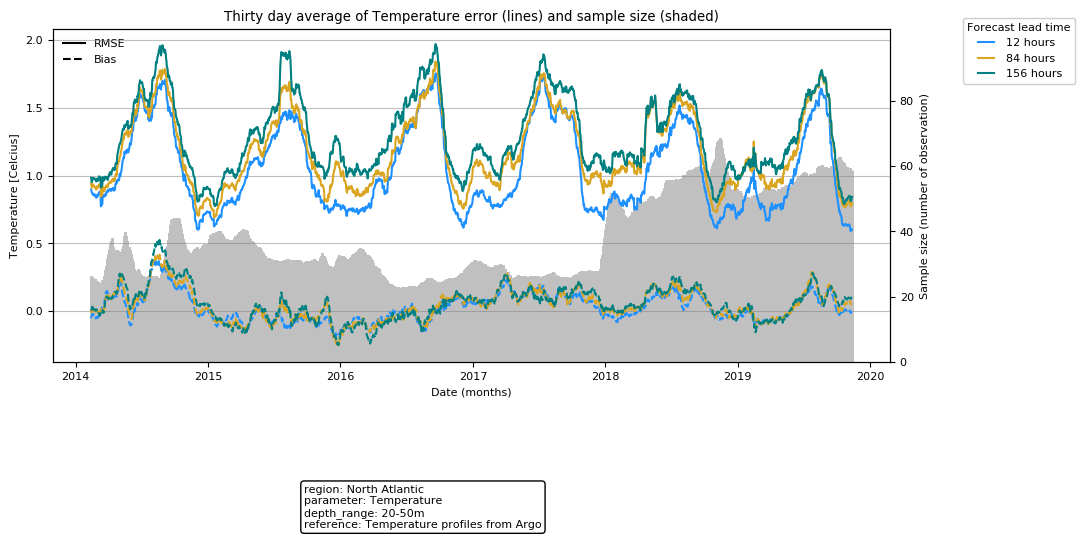 Thirty day average of Temperature error (lines) and sample size (shaded)
Forecast lead time
12 hours
84 hours
156 hours
RMSE
Bias
Temperature [Celcius]
2.0
1.5
1.0
0.5
0.0
80
60
40
20
0
Sample size (number of observation)
2014 2015 2016 2017 2018 2019 2020
Date (months)
region: North Atlantic
parameter: Temperature
depth_range: 20-50m
reference: Temperature profiles from Argo